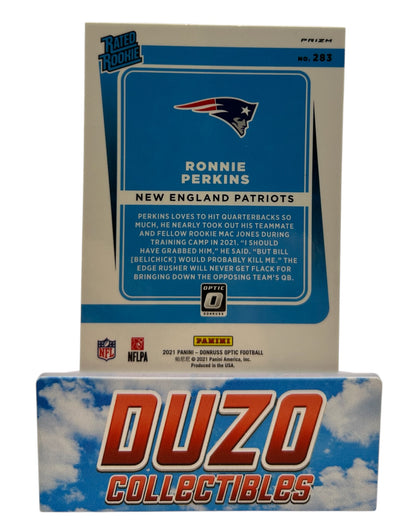 RATED
ROOKIE
PRIZM
NO. 283
RONNIE
PERKINS
NEW ENGLAND PATRIOTS
PERKINS LOVES TO HIT QUARTERBACKS SO
MUCH, HE NEARLY TOOK OUT HIS TEAMMATE
AND FELLOW ROOKIE MAC JONES DURING
TRAINING CAMP IN 2021. "I SHOULD
HAVE GRABBED HIM," HE SAID. "BUT BILL
[BELICHICK] WOULD PROBABLY KILL ME." THE
EDGE RUSHER WILL NEVER GET FLACK FOR
BRINGING DOWN THE OPPOSING TEAM'S QB.
OPTIC
O
DONRUSS
NFL
NFLPA
PANINI
2021 PANINI – DONRUSS OPTIC FOOTBALL
© 2021 Panini America, Inc.
Produced in the USA.
DUZO
COLLECTIBLES